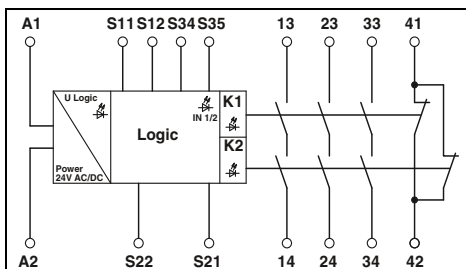 A1 S11 S12 S34 S35 13 23 33 41
U Logic
IN 1/2
K1
Logic
K2
Power
24V AC/DC
A2 S22 S21 14 24 34 42